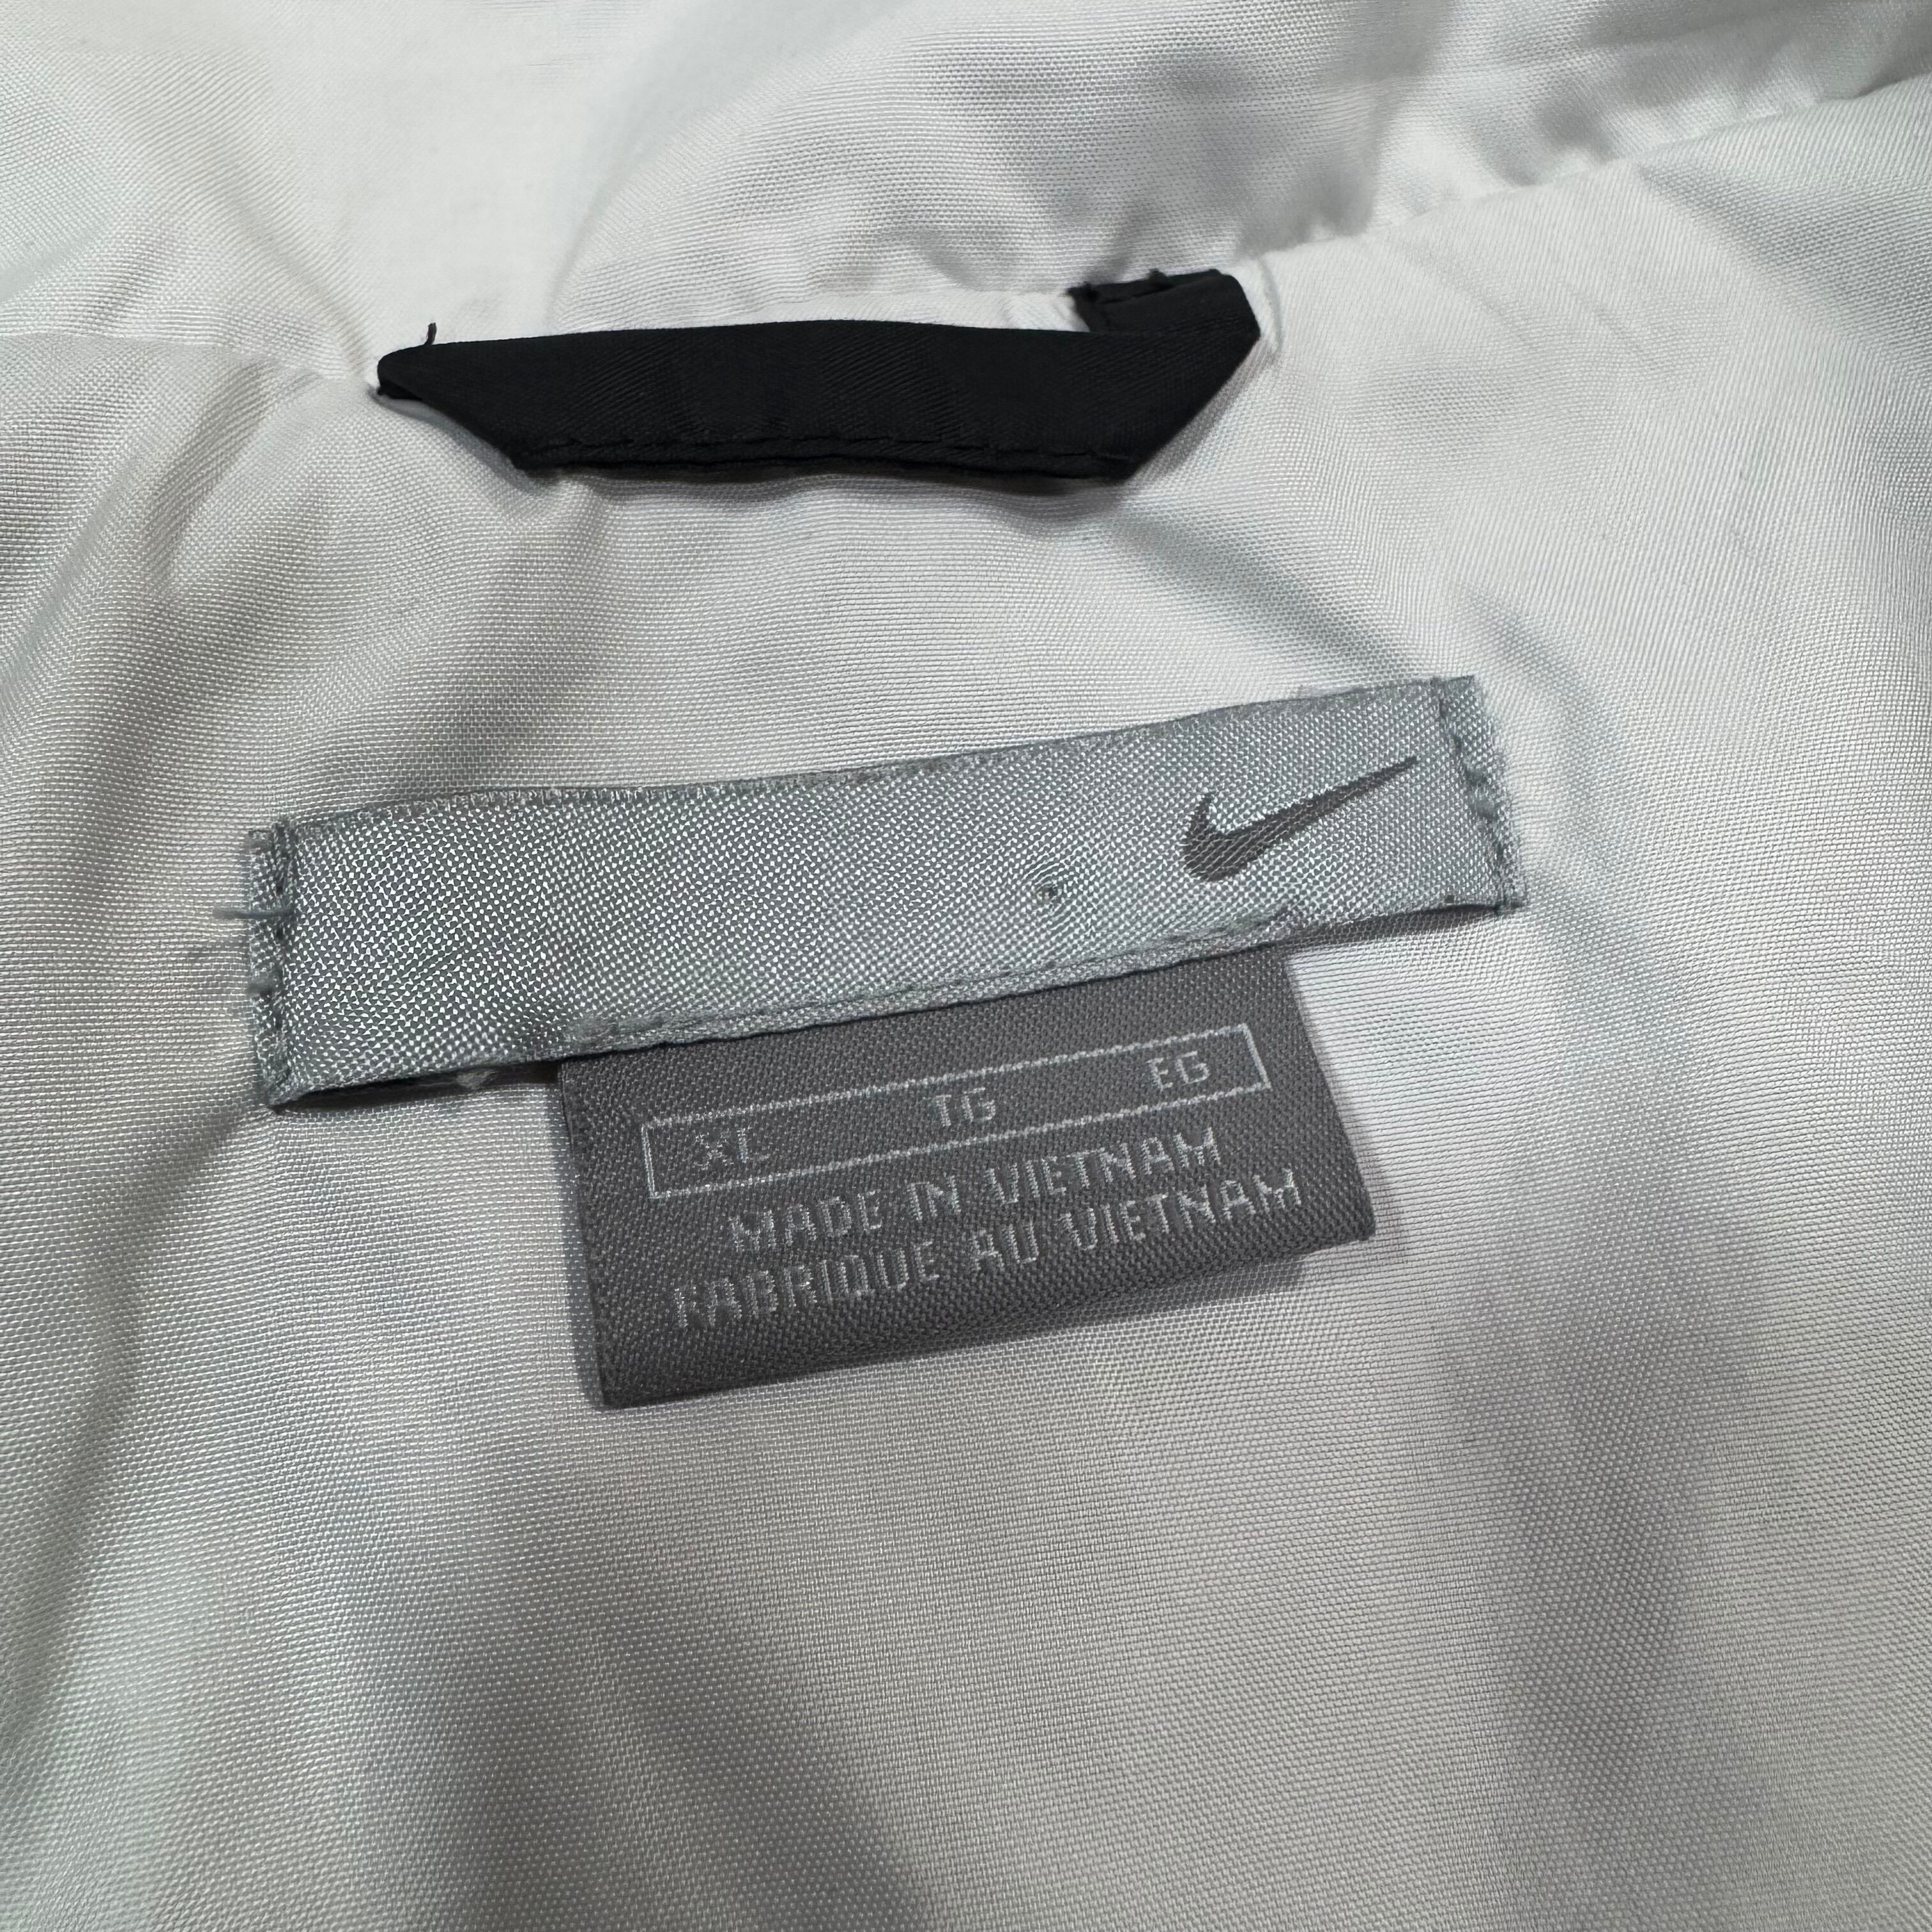 XL TG EG
MADE IN VIETNAM
FABRIQUE AU VIETNAM